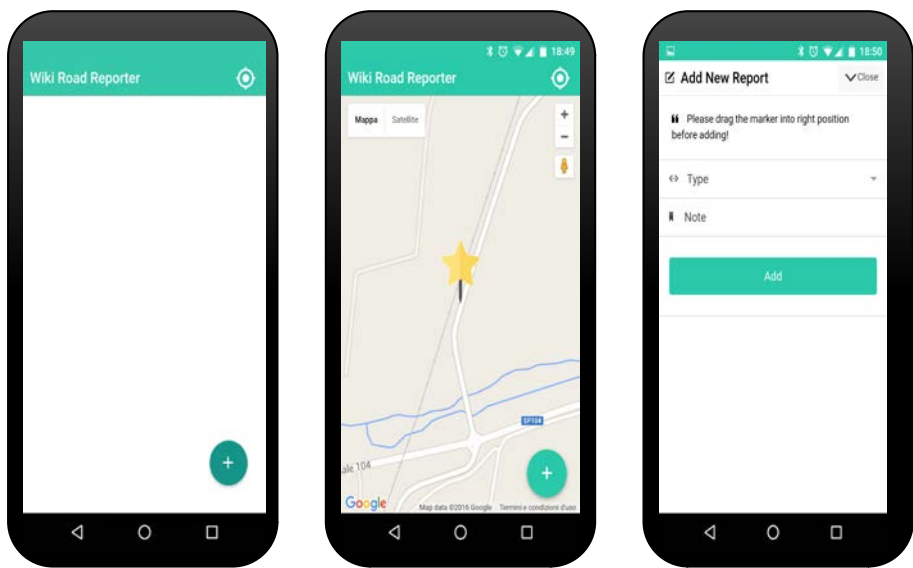 Wiki Road Reporter
+
18:49
Wiki Road Reporter
Mappa Satellite
+
−
SP104
ale 104
+
Google
Map data ©2016 Google Termini e condizioni d'uso
18:50
Add New Report
Close
Please drag the marker into right position
before adding!
Type
Note
Add